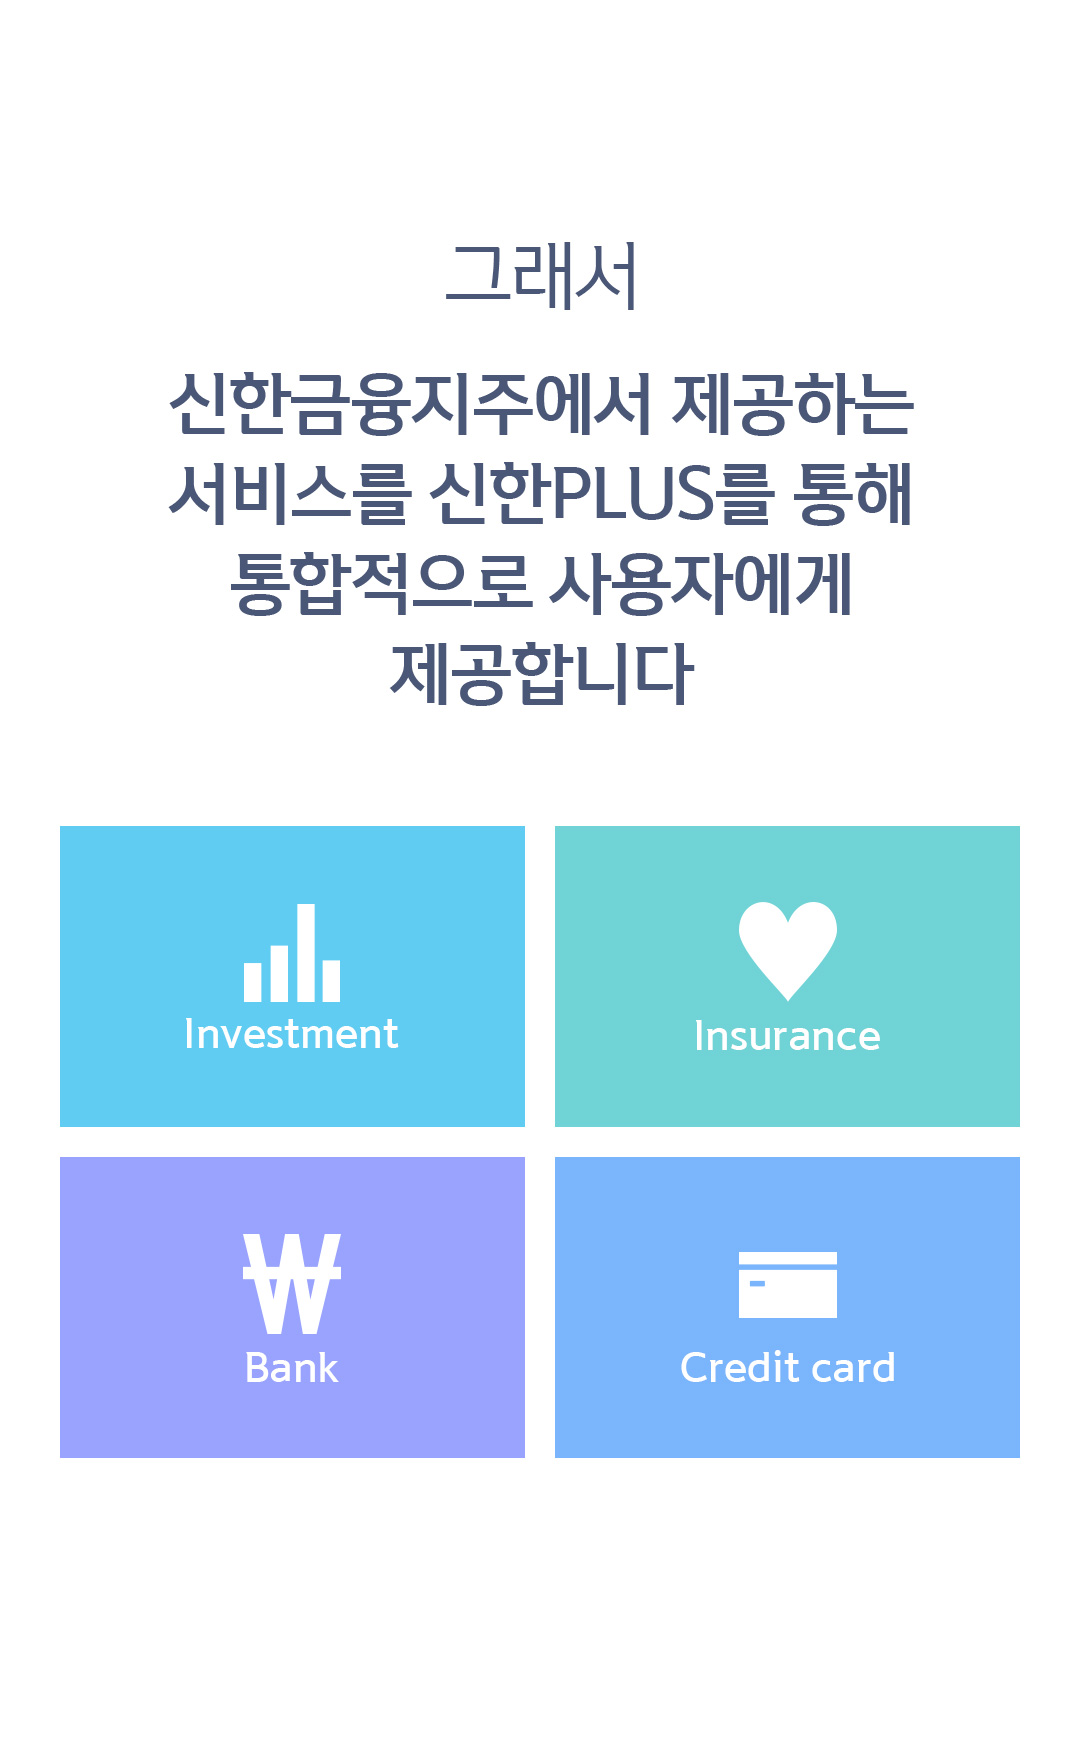 그래서
신한금융지주에서 제공하는
서비스를 신한PLUS를 통해
통합적으로 사용자에게
제공합니다
Investment
Insurance
Bank
Credit card